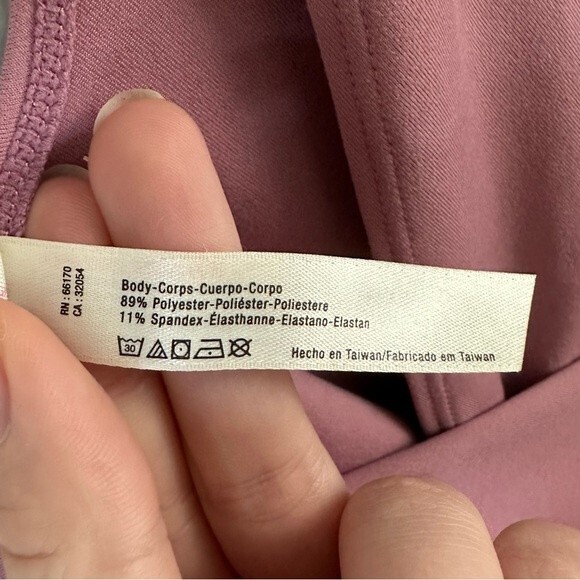 RN: 66170
CA: 32054
Body-Corps-Cuerpo-Corpo
89% Polyester-Poliéster-Poliestere
11% Spandex-Élasthanne-Elastano-Elastan
30
Hecho en Taiwan/Fabricado em Taiwan